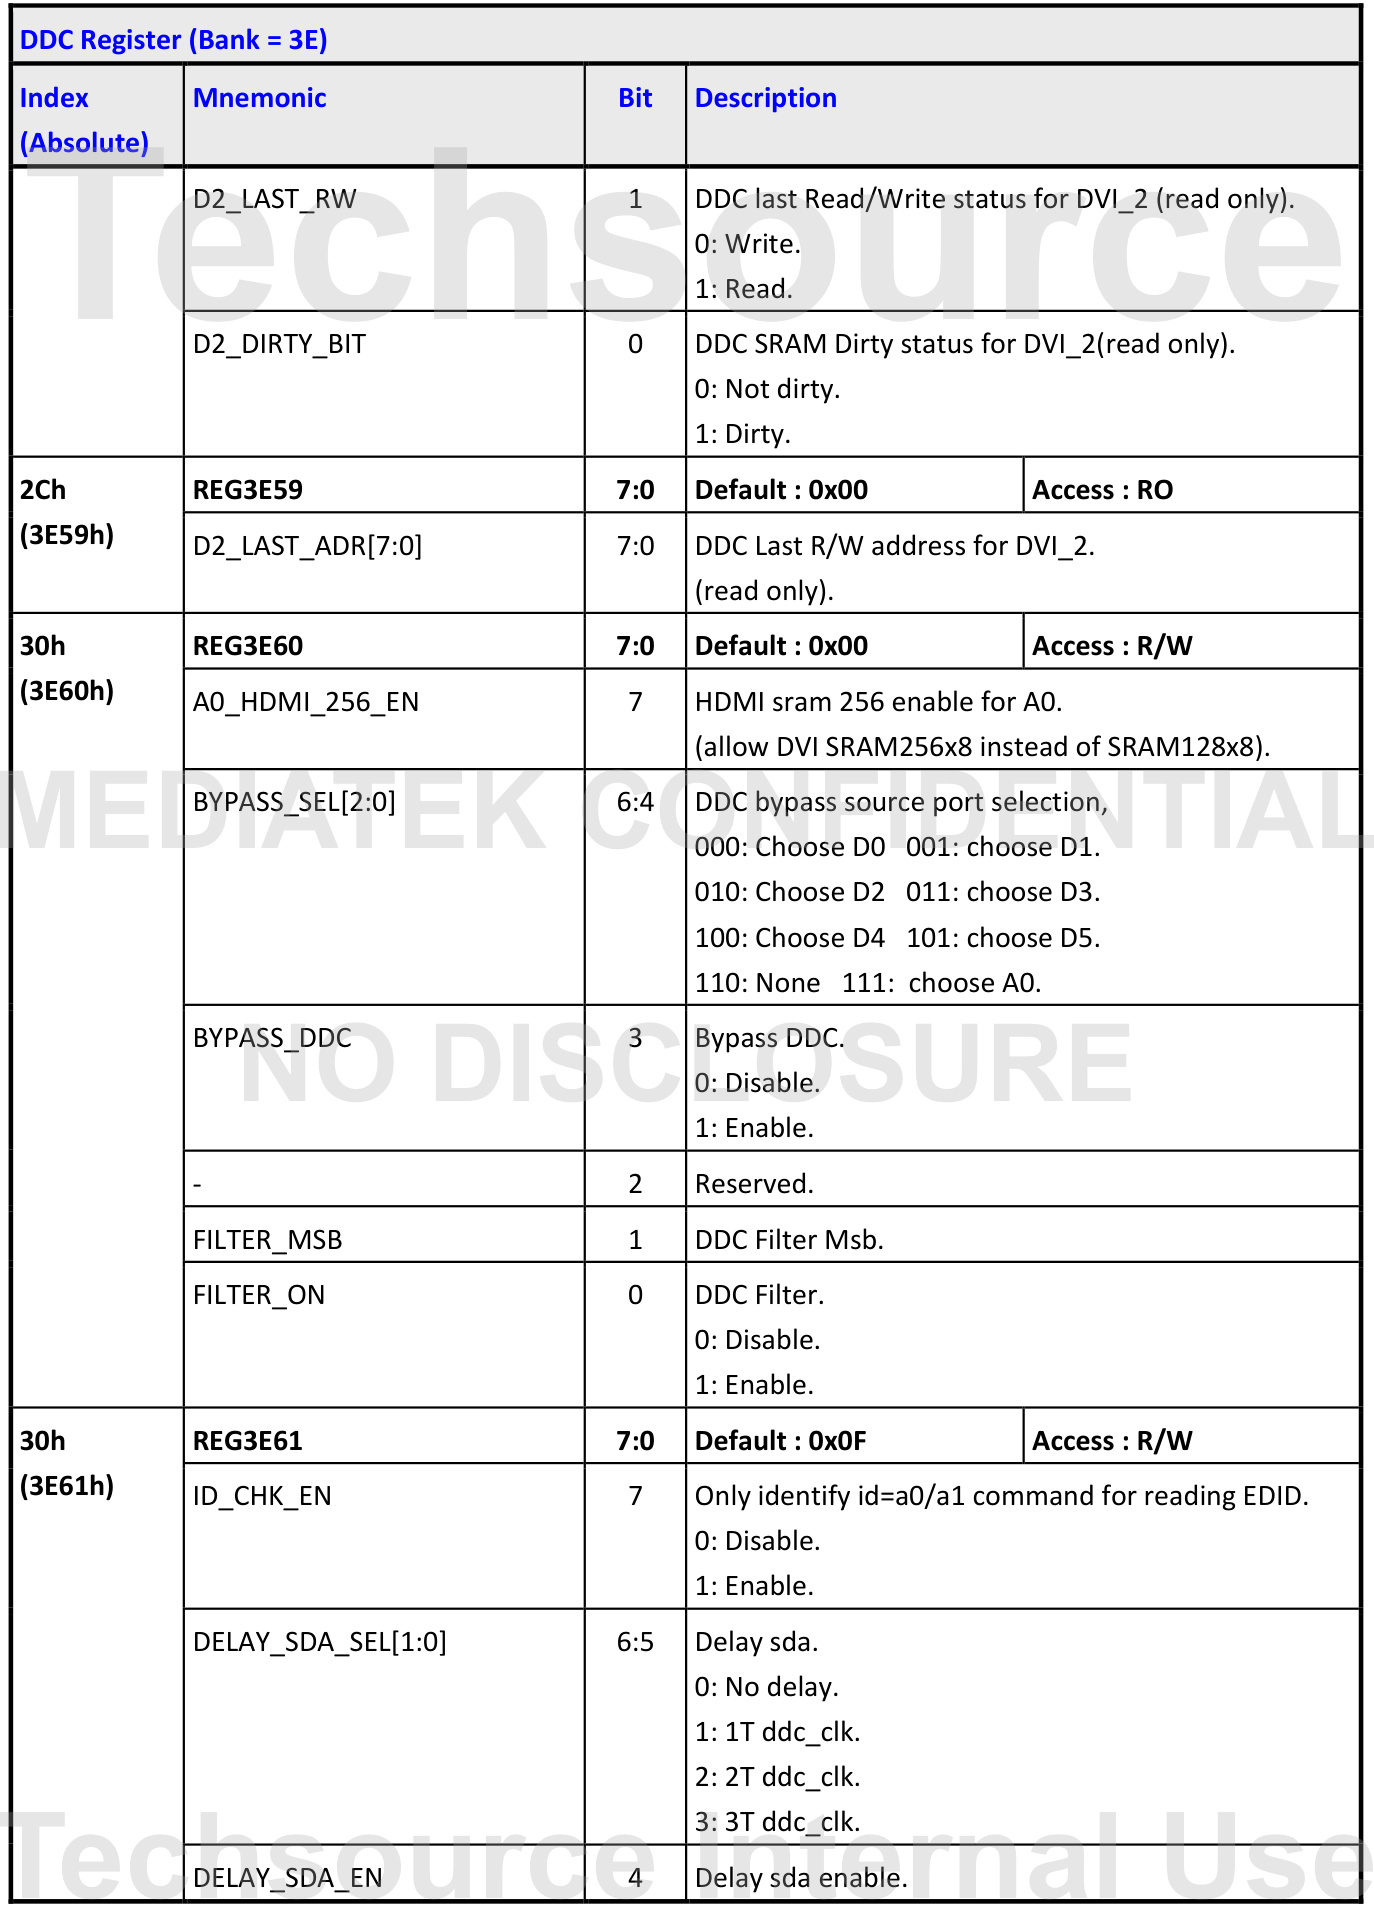 DDC Register (Bank = 3E)
Index
(Absolute)
Mnemonic
Bit
Description
D2_LAST_RW
1
DDC last Read/Write status for DVI_2 (read only).
0: Write.
1: Read.
Techsource
D2_DIRTY_BIT
0
DDC SRAM Dirty status for DVI_2(read only).
0: Not dirty.
1: Dirty.
2Ch
(3E59h)
REG3E59
7:0
Default : 0x00
Access : RO
D2_LAST_ADR[7:0]
7:0
DDC Last R/W address for DVI_2.
(read only).
30h
(3E60h)
REG3E60
7:0
Default : 0x00
Access : R/W
A0_HDMI_256_EN
7
HDMI sram 256 enable for A0.
(allow DVI SRAM256x8 instead of SRAM128x8).
MEDIATEK CONFIDENTIAL
BYPASS_SEL[2:0]
6:4
DDC bypass source port selection,
000: Choose D0   001: choose D1.
010: Choose D2   011: choose D3.
100: Choose D4   101: choose D5.
110: None   111:  choose A0.
NO DISCLOSURE
BYPASS_DDC
3
Bypass DDC.
0: Disable.
1: Enable.
-
2
Reserved.
FILTER_MSB
1
DDC Filter Msb.
FILTER_ON
0
DDC Filter.
0: Disable.
1: Enable.
30h
(3E61h)
REG3E61
7:0
Default : 0x0F
Access : R/W
ID_CHK_EN
7
Only identify id=a0/a1 command for reading EDID.
0: Disable.
1: Enable.
DELAY_SDA_SEL[1:0]
6:5
Delay sda.
0: No delay.
1: 1T ddc_clk.
2: 2T ddc_clk.
3: 3T ddc_clk.
Techsource Internal Use
DELAY_SDA_EN
4
Delay sda enable.